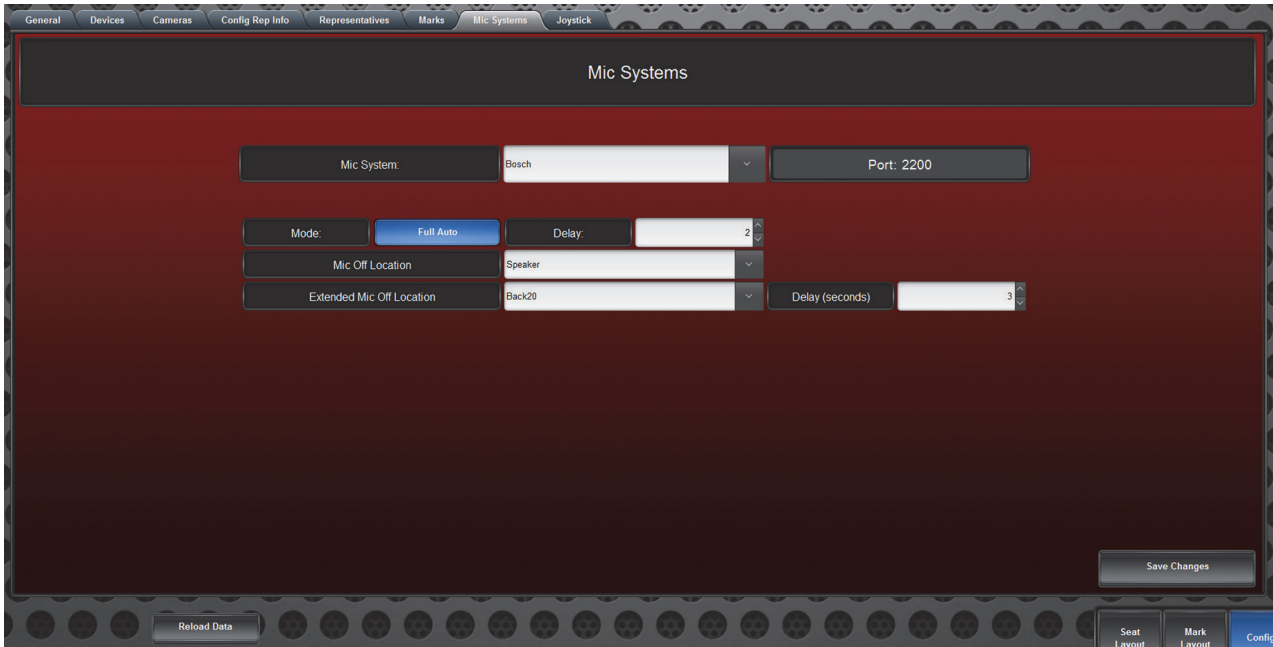 General Devices Cameras Config Rep Info Representatives Marks Mic Systems Joystick
Mic Systems
Mic System: Bosch Port: 2200
Mode: Full Auto Delay: 2
Mic Off Location Speaker
Extended Mic Off Location Back20 Delay (seconds) 3
Save Changes
Reload Data
Seat Layout
Mark Layout
Config